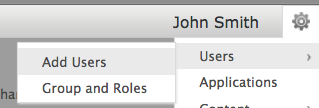 John Smith
Add Users
Users
Group and Roles
Applications